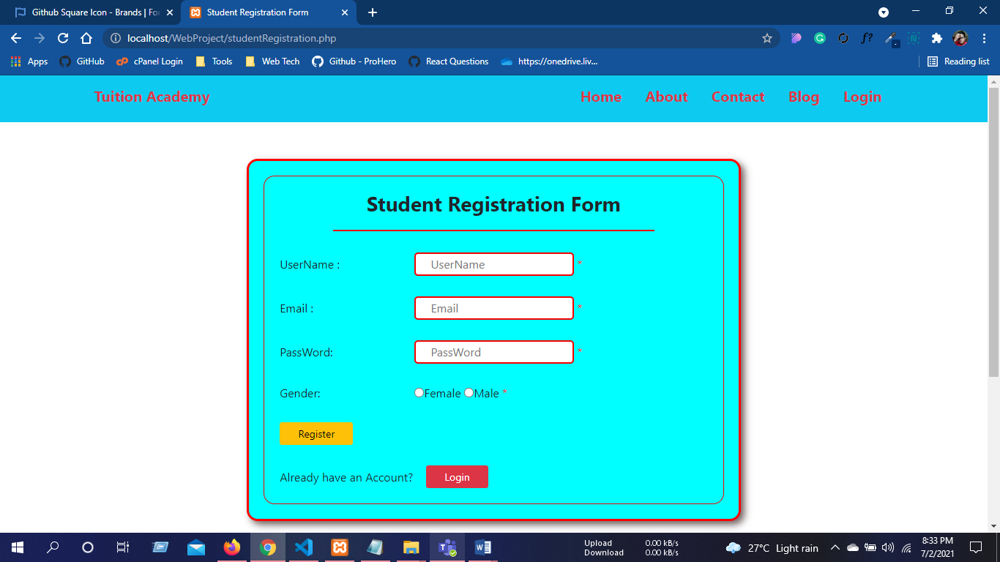 Github Square Icon - Brands | For
Student Registration Form
localhost/WebProject/studentRegistration.php
Apps
GitHub
cPanel Login
Tools
Web Tech
Github - ProHero
React Questions
https://onedrive.liv...
Reading list
Tuition Academy
Home
About
Contact
Blog
Login
Student Registration Form
UserName :
UserName
*
Email :
Email
*
PassWord:
PassWord
*
Gender:
Female
Male *
Register
Already have an Account?
Login
Upload 0.00 kB/s
Download 0.00 kB/s
27°C Light rain
8:33 PM
7/2/2021